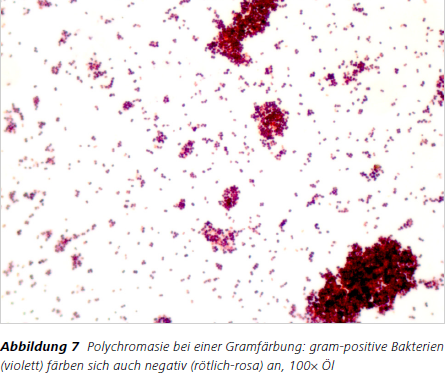 Abbildung 7 Polychromasie bei einer Gramfärbung: gram-positive Bakterien
(violett) färben sich auch negativ (rötlich-rosa) an, 100× Öl